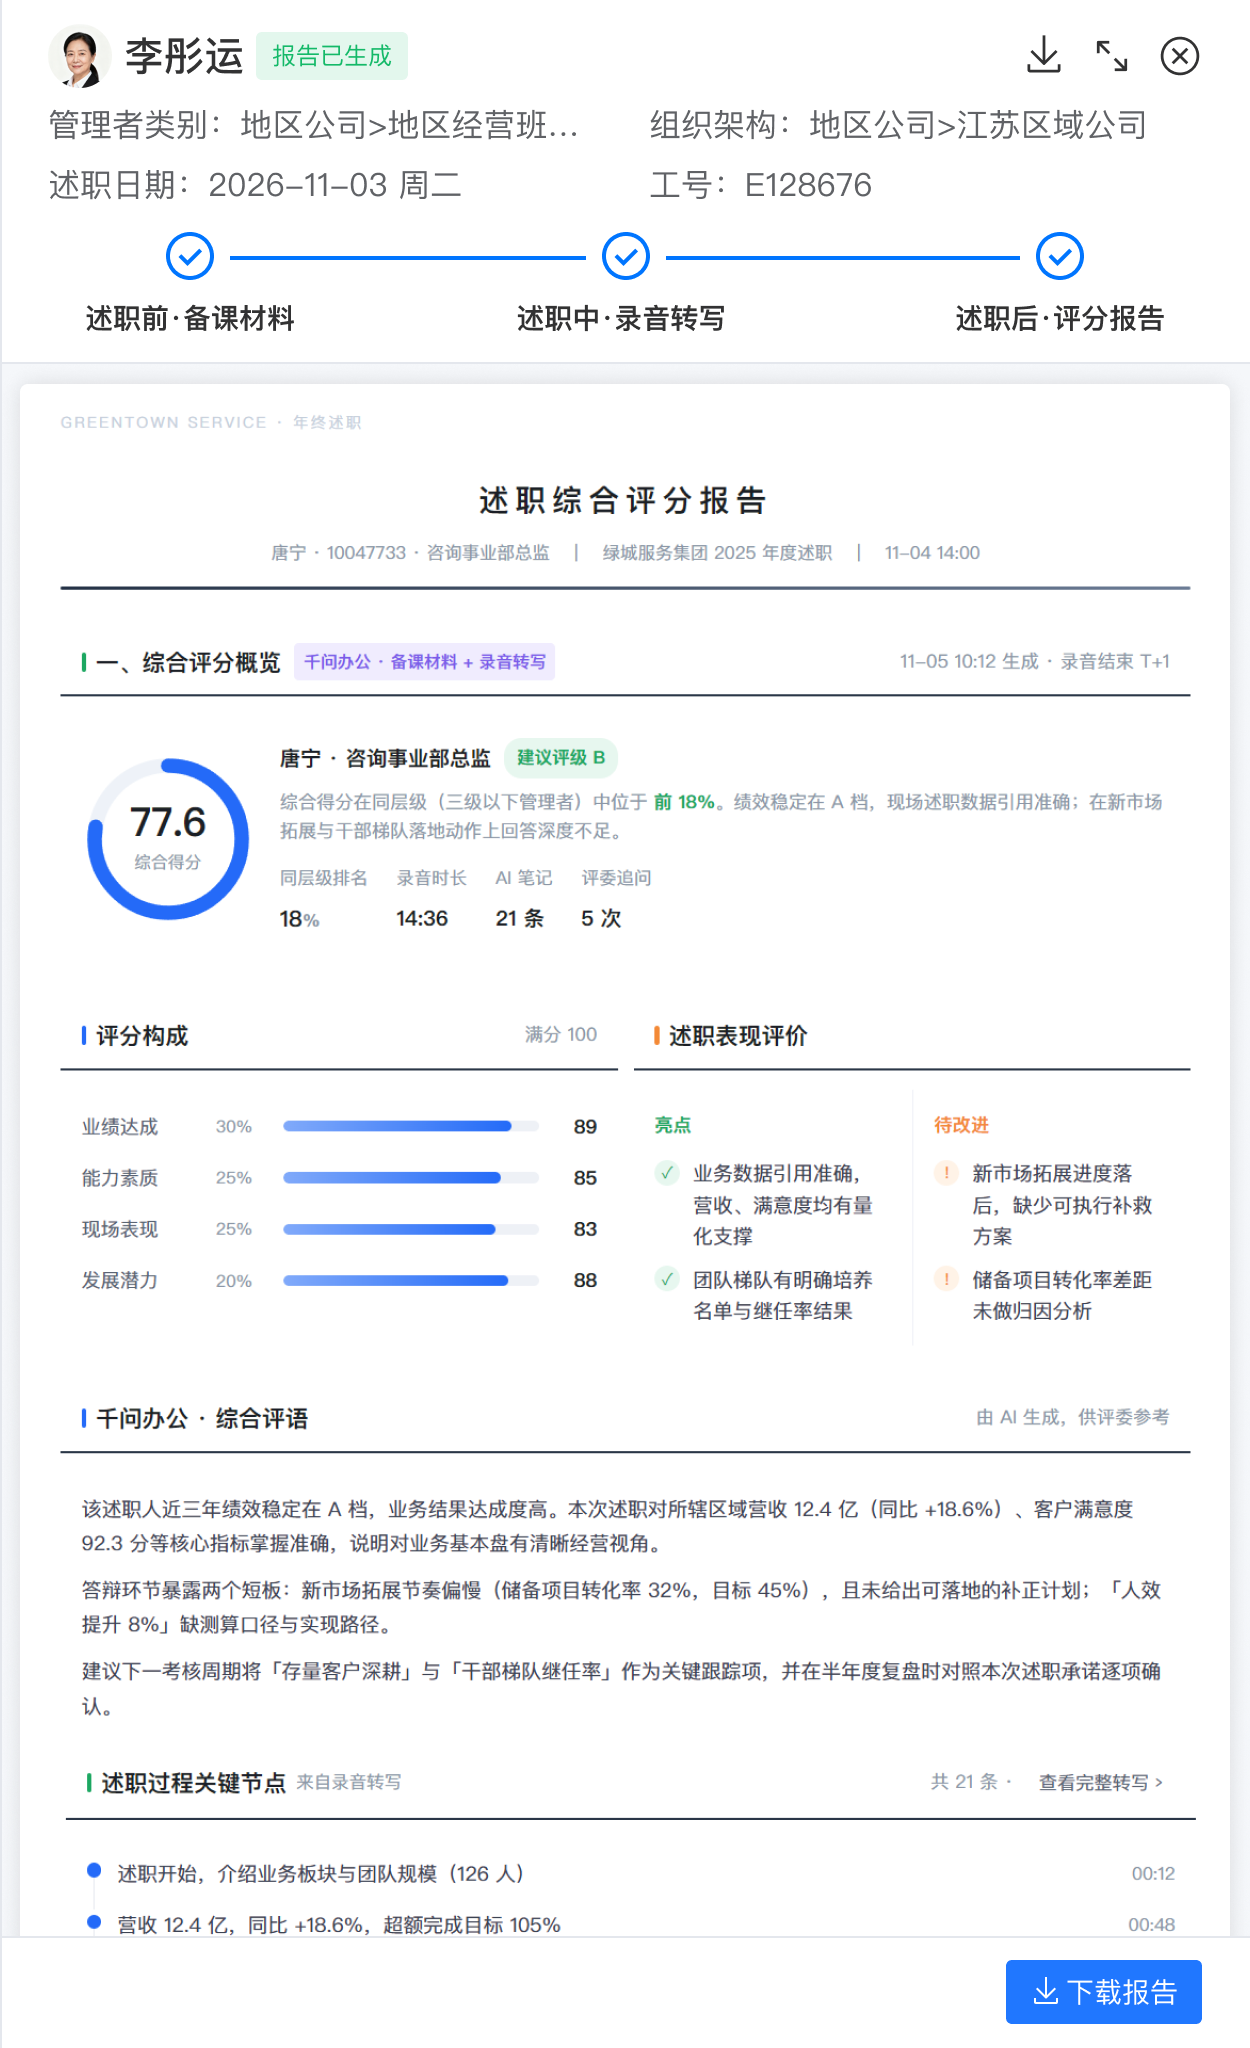 李彤运 报告已生成
管理者类别：地区公司>地区经营班... 组织架构：地区公司>江苏区域公司
述职日期：2026-11-03 周二 工号：E128676
述职前·备课材料 述职中·录音转写 述职后·评分报告
GREENTOWN SERVICE · 年终述职
述职综合评分报告
唐宁 · 10047733 · 咨询事业部总监 | 绿城服务集团 2025 年度述职 | 11-04 14:00
一、综合评分概览 千问办公 · 备课材料 + 录音转写 11-05 10:12 生成 · 录音结束 T+1
77.6
综合得分
唐宁 · 咨询事业部总监 建议评级 B
综合得分在同层级（三级以下管理者）中位于 前 18%。绩效稳定在 A 档，现场述职数据引用准确；在新市场
拓展与干部梯队落地动作上回答深度不足。
同层级排名 录音时长 AI 笔记 评委追问
18% 14:36 21 条 5 次
评分构成 满分 100
业绩达成 30% 89
能力素质 25% 85
现场表现 25% 83
发展潜力 20% 88
述职表现评价
亮点
业务数据引用准确，
营收、满意度均有量
化支撑
团队梯队有明确培养
名单与继任率结果
待改进
新市场拓展进度落
后，缺少可执行补救
方案
储备项目转化率差距
未做归因分析
千问办公 · 综合评语 由 AI 生成，供评委参考
该述职人近三年绩效稳定在 A 档，业务结果达成度高。本次述职对所辖区域营收 12.4 亿（同比 +18.6%）、客户满意度
92.3 分等核心指标掌握准确，说明对业务基本盘有清晰经营视角。
答辩环节暴露两个短板：新市场拓展节奏偏慢（储备项目转化率 32%，目标 45%），且未给出可落地的补正计划；「人效
提升 8%」缺测算口径与实现路径。
建议下一考核周期将「存量客户深耕」与「干部梯队继任率」作为关键跟踪项，并在半年度复盘时对照本次述职承诺逐项确
认。
述职过程关键节点 来自录音转写 共 21 条 · 查看完整转写 >
述职开始，介绍业务板块与团队规模（126 人） 00:12
营收 12.4 亿，同比 +18.6%，超额完成目标 105% 00:48
下载报告